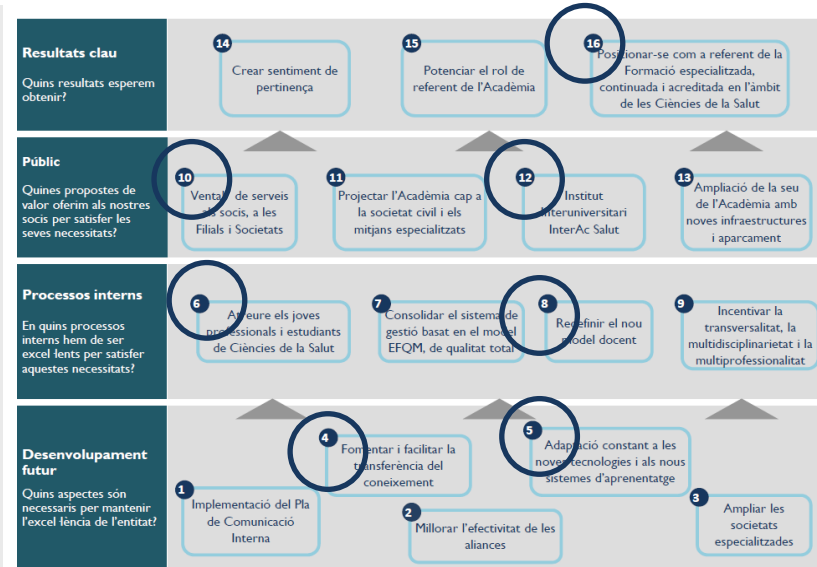 Resultats clau
Quins resultats esperem
obtenir?
14
Crear sentiment de
pertinença
15
Potenciar el rol de
referent de l'Acadèmia
16
Posicionar-se com a referent de la
Formació especialitzada,
continuada i acreditada en l'àmbit
de les Ciències de la Salut
Públic
Quines propostes de
valor oferim als nostres
socis per satisfer les
seves necessitats?
10
Ventall de serveis
als socis, a les
Filials i Societats
11
Projectar l'Acadèmia cap a
la societat civil i els
mitjans especialitzats
12
Institut
Interuniversitari
InterAc Salut
13
Ampliació de la seu
de l'Acadèmia amb
noves infraestructures
i aparcament
Processos interns
En quins processos
interns hem de ser
excel·lents per satisfer
aquestes necessitats?
6
Atreure els joves
professionals i estudiants
de Ciències de la Salut
7
Consolidar el sistema de
gestió basat en el model
EFQM, de qualitat total
8
Redefinir el nou
model docent
9
Incentivar la
transversalitat, la
multidisciplinarietat i la
multiprofessionalitat
Desenvolupament
futur
Quins aspectes són
necessaris per mantenir
l'excel·lència de l'entitat?
4
Fomentar i facilitar la
transferència del
coneixement
5
Adaptació constant a les
noves tecnologies i als nous
sistemes d'aprenentatge
1
Implementació del Pla
de Comunicació
Interna
2
Millorar l'efectivitat de les
aliances
3
Ampliar les
societats
especialitzades